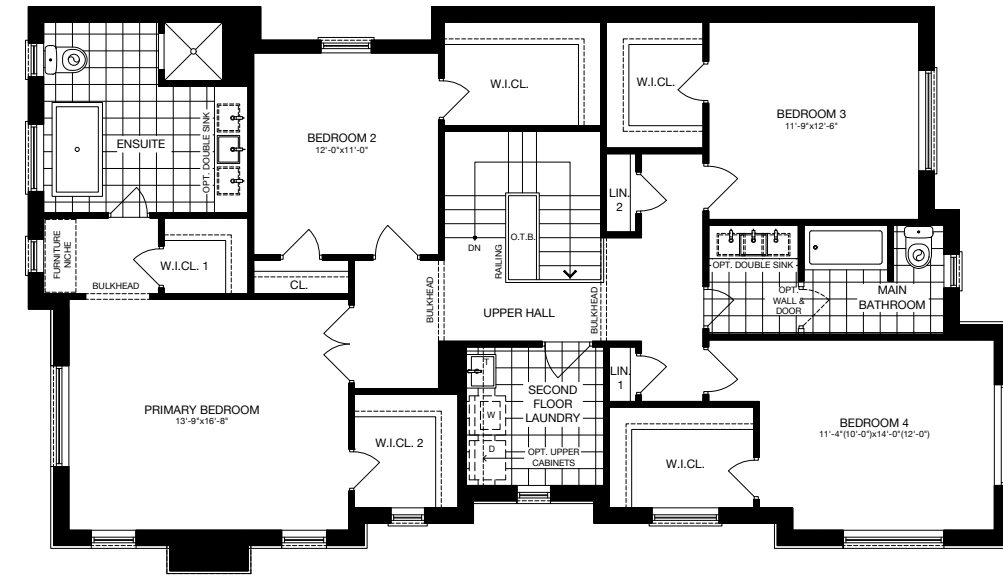 ENSUITE
OPT. DOUBLE SINK
BEDROOM 2
12'-0"x11'-0"
W.I.CL.
W.I.CL.
BEDROOM 3
11'-9"x12'-6"
LIN.
2
DN
RAILING
O.T.B.
FURNITURE
NICHE
W.I.CL. 1
BULKHEAD
CL.
BULKHEAD
UPPER HALL
BULKHEAD
OPT. DOUBLE SINK
OPT.
WALL &
DOOR
MAIN
BATHROOM
PRIMARY BEDROOM
13'-9"x16'-8"
W.I.CL. 2
T
W
D
SECOND
FLOOR
LAUNDRY
OPT. UPPER
CABINETS
LIN.
1
W.I.CL.
BEDROOM 4
11'-4"(10'-0")x14'-0"(12'-0")